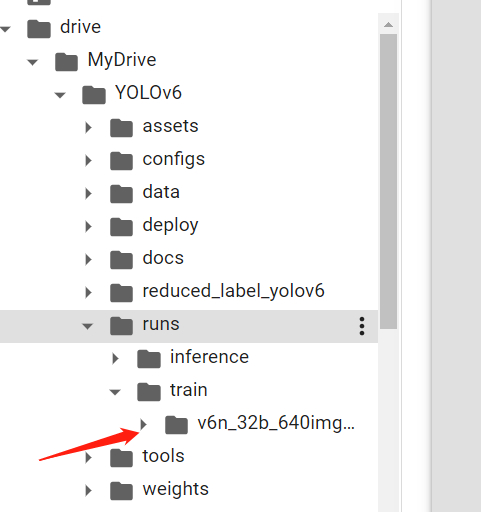 drive
MyDrive
YOLOv6
assets
configs
data
deploy
docs
reduced_label_yolov6
runs
inference
train
v6n_32b_640img...
tools
weights